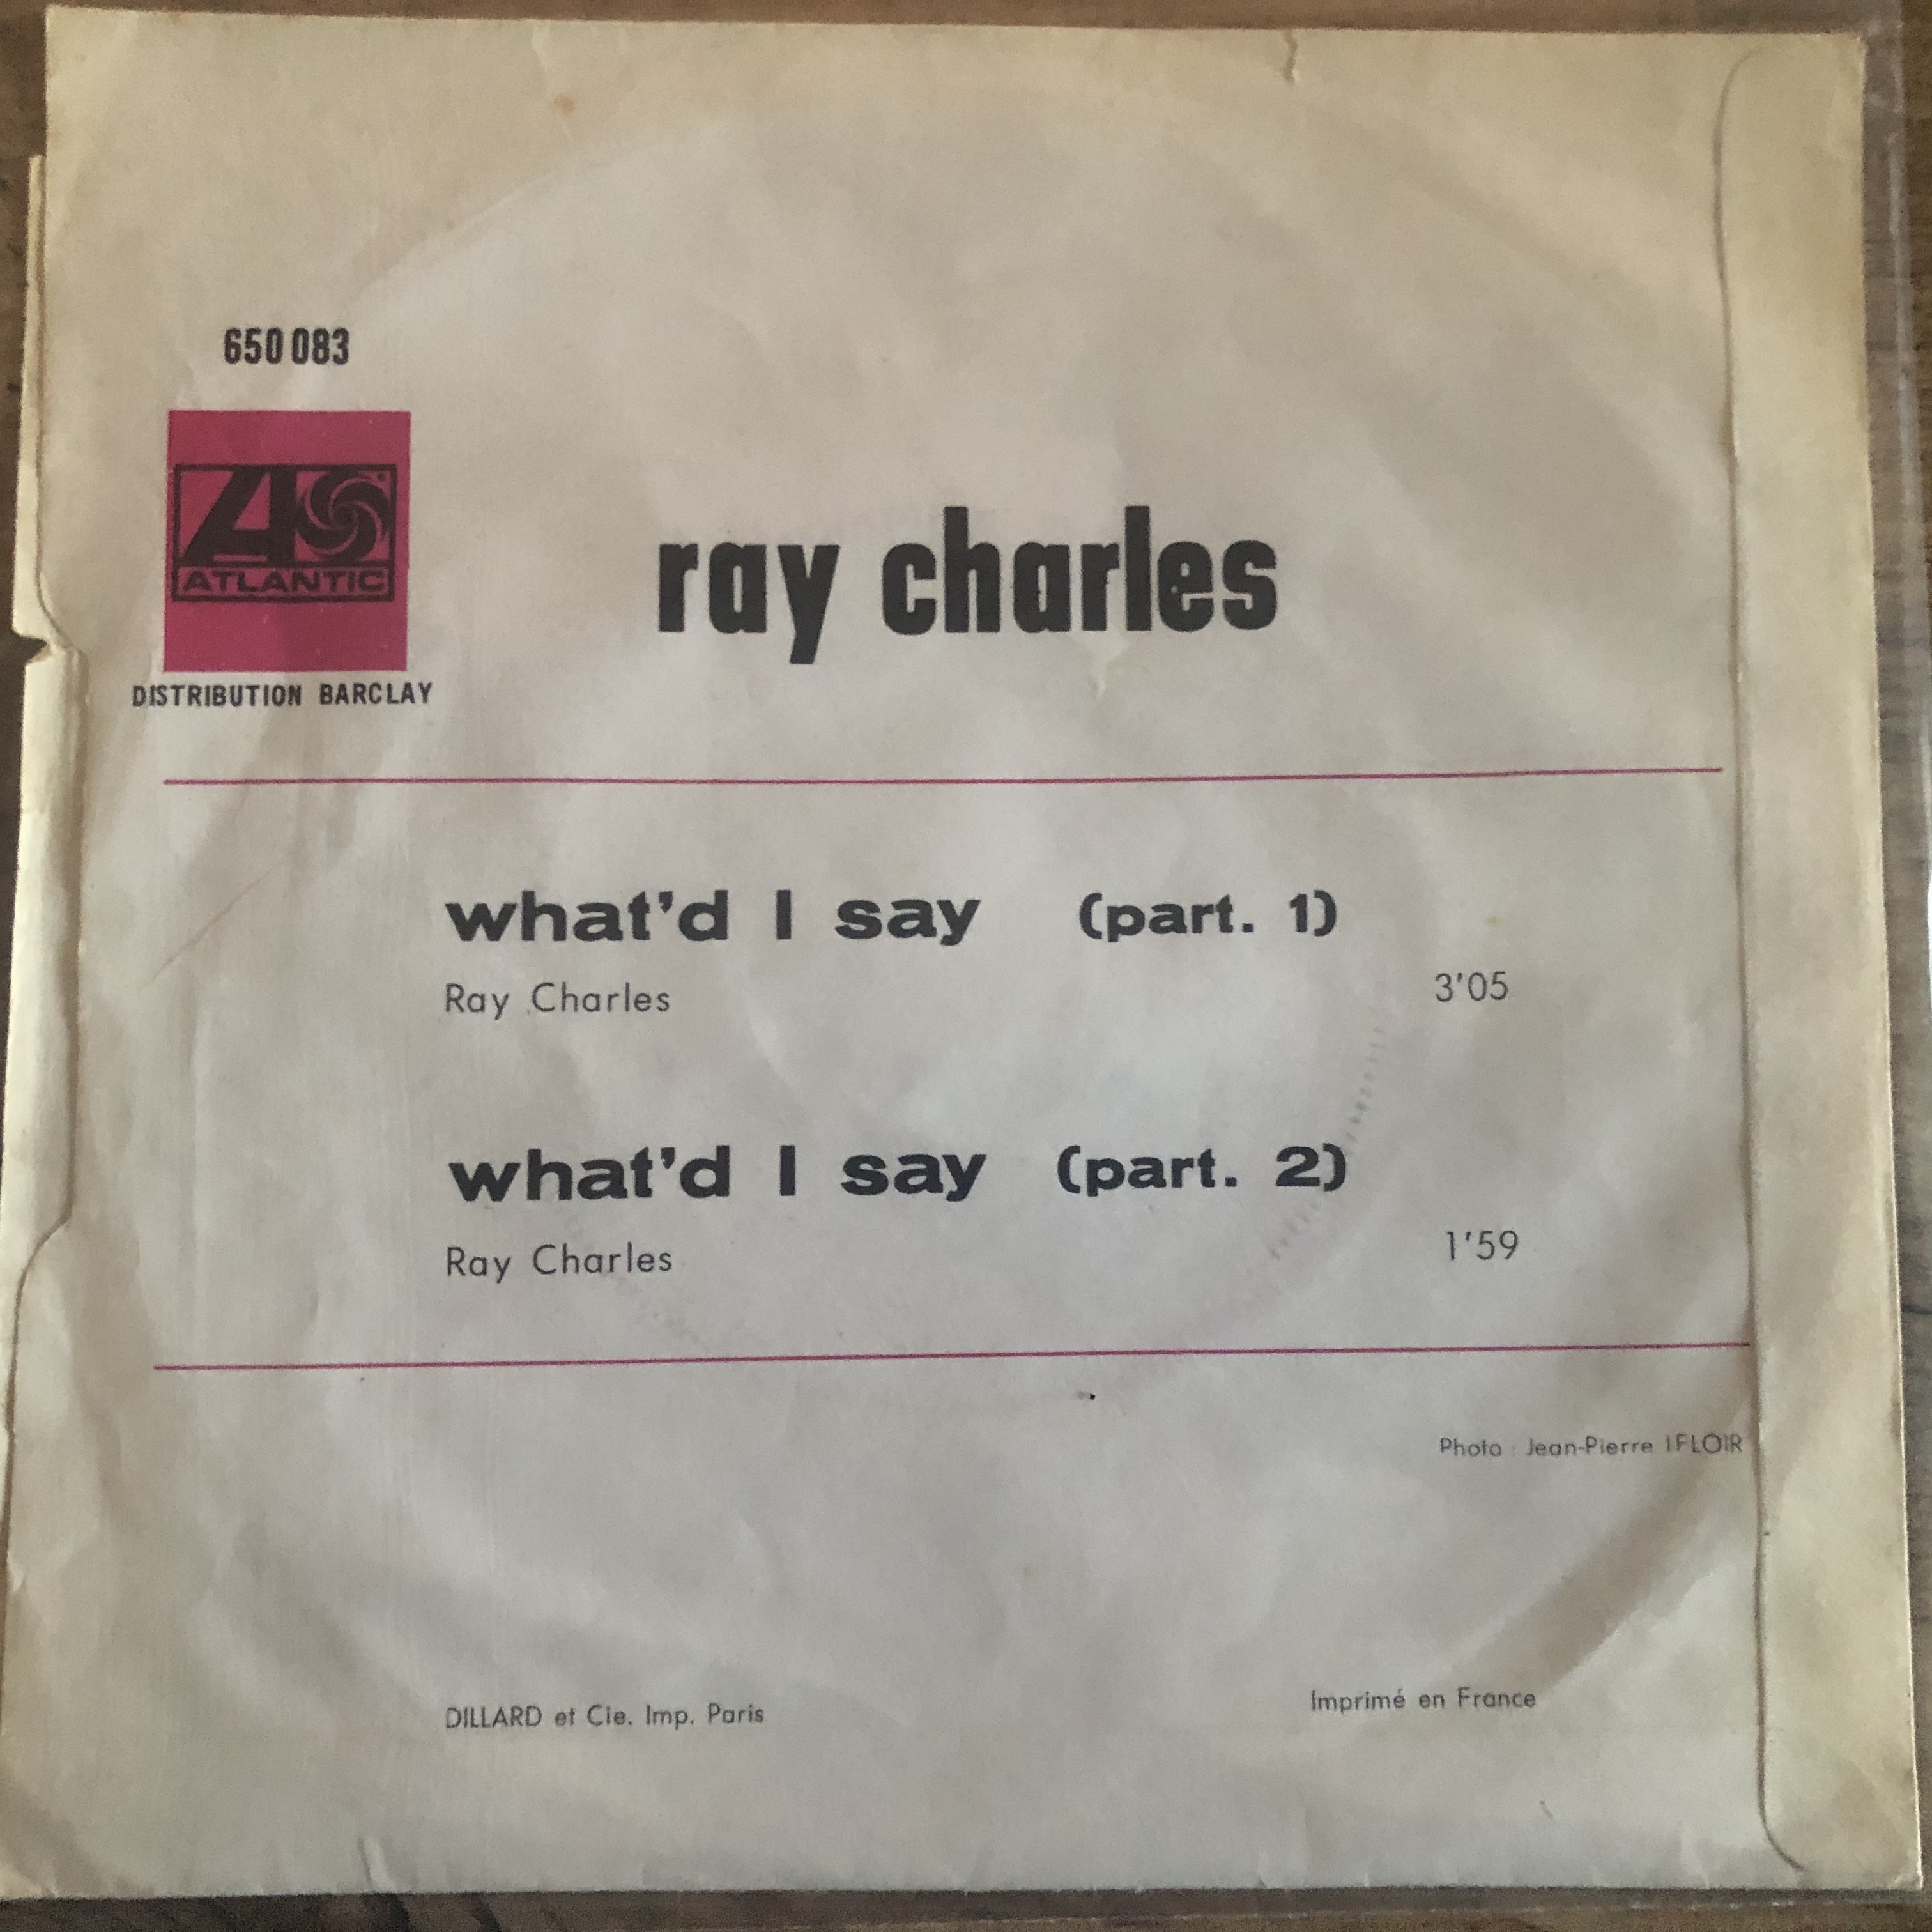 650 083
ATLANTIC
DISTRIBUTION BARCLAY
ray charles
what'd I say (part. 1)
Ray Charles 3'05
what'd I say (part. 2)
Ray Charles 1'59
Photo : Jean-Pierre
DILLARD et Cie. Imp. Paris
Imprimé en France